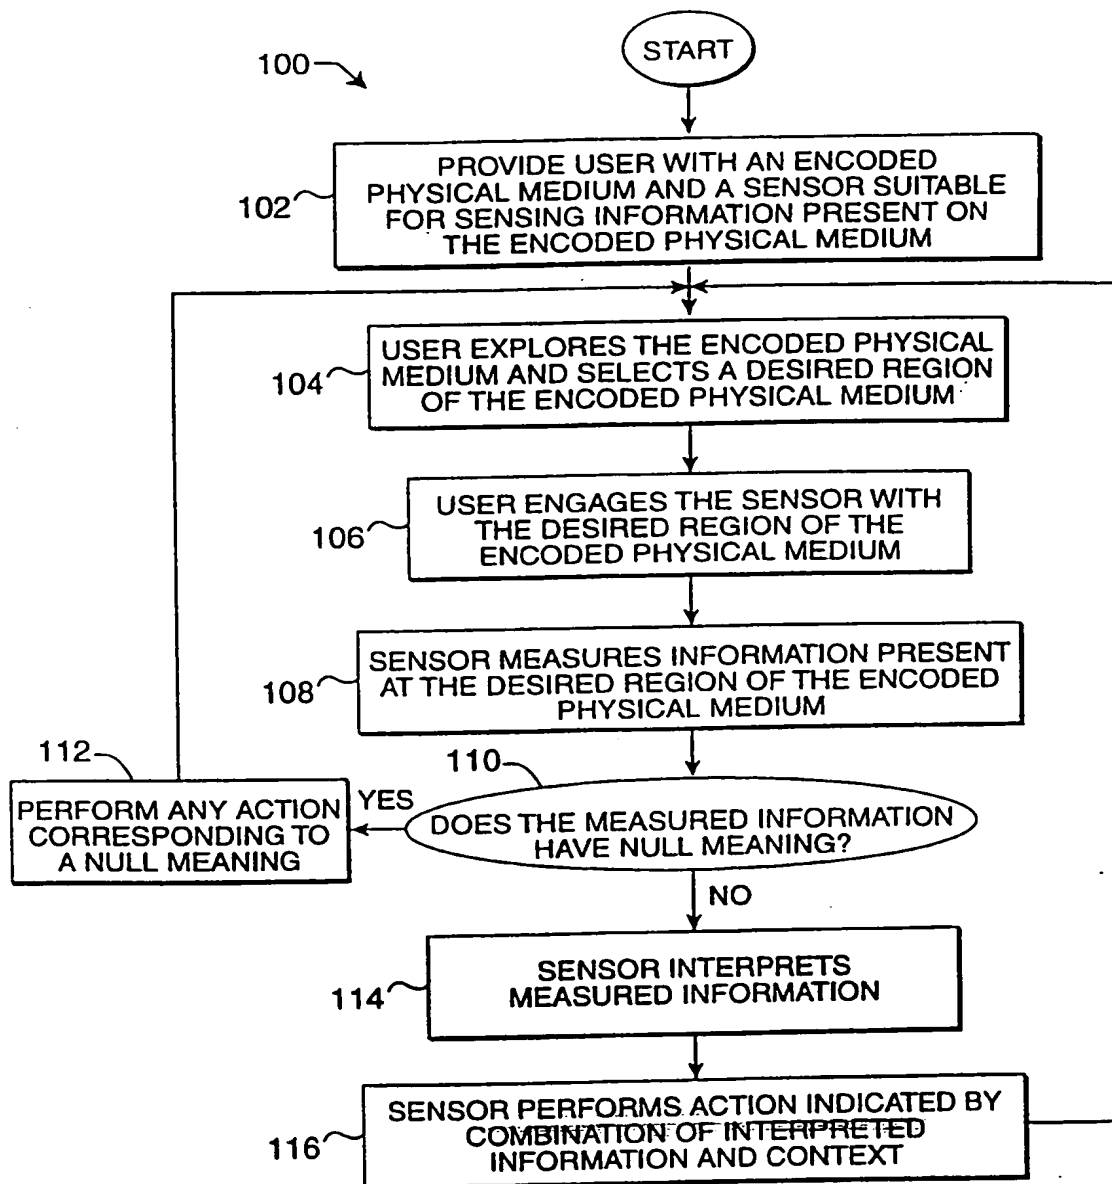 START
100
PROVIDE USER WITH AN ENCODED
PHYSICAL MEDIUM AND A SENSOR SUITABLE
FOR SENSING INFORMATION PRESENT ON
THE ENCODED PHYSICAL MEDIUM
102
USER EXPLORES THE ENCODED PHYSICAL
MEDIUM AND SELECTS A DESIRED REGION
OF THE ENCODED PHYSICAL MEDIUM
104
USER ENGAGES THE SENSOR WITH
THE DESIRED REGION OF THE
ENCODED PHYSICAL MEDIUM
106
SENSOR MEASURES INFORMATION PRESENT
AT THE DESIRED REGION OF THE ENCODED
PHYSICAL MEDIUM
108
112
110
PERFORM ANY ACTION
CORRESPONDING TO
A NULL MEANING
YES
DOES THE MEASURED INFORMATION
HAVE NULL MEANING?
NO
SENSOR INTERPRETS
MEASURED INFORMATION
114
SENSOR PERFORMS ACTION INDICATED BY
COMBINATION OF INTERPRETED
INFORMATION AND CONTEXT
116